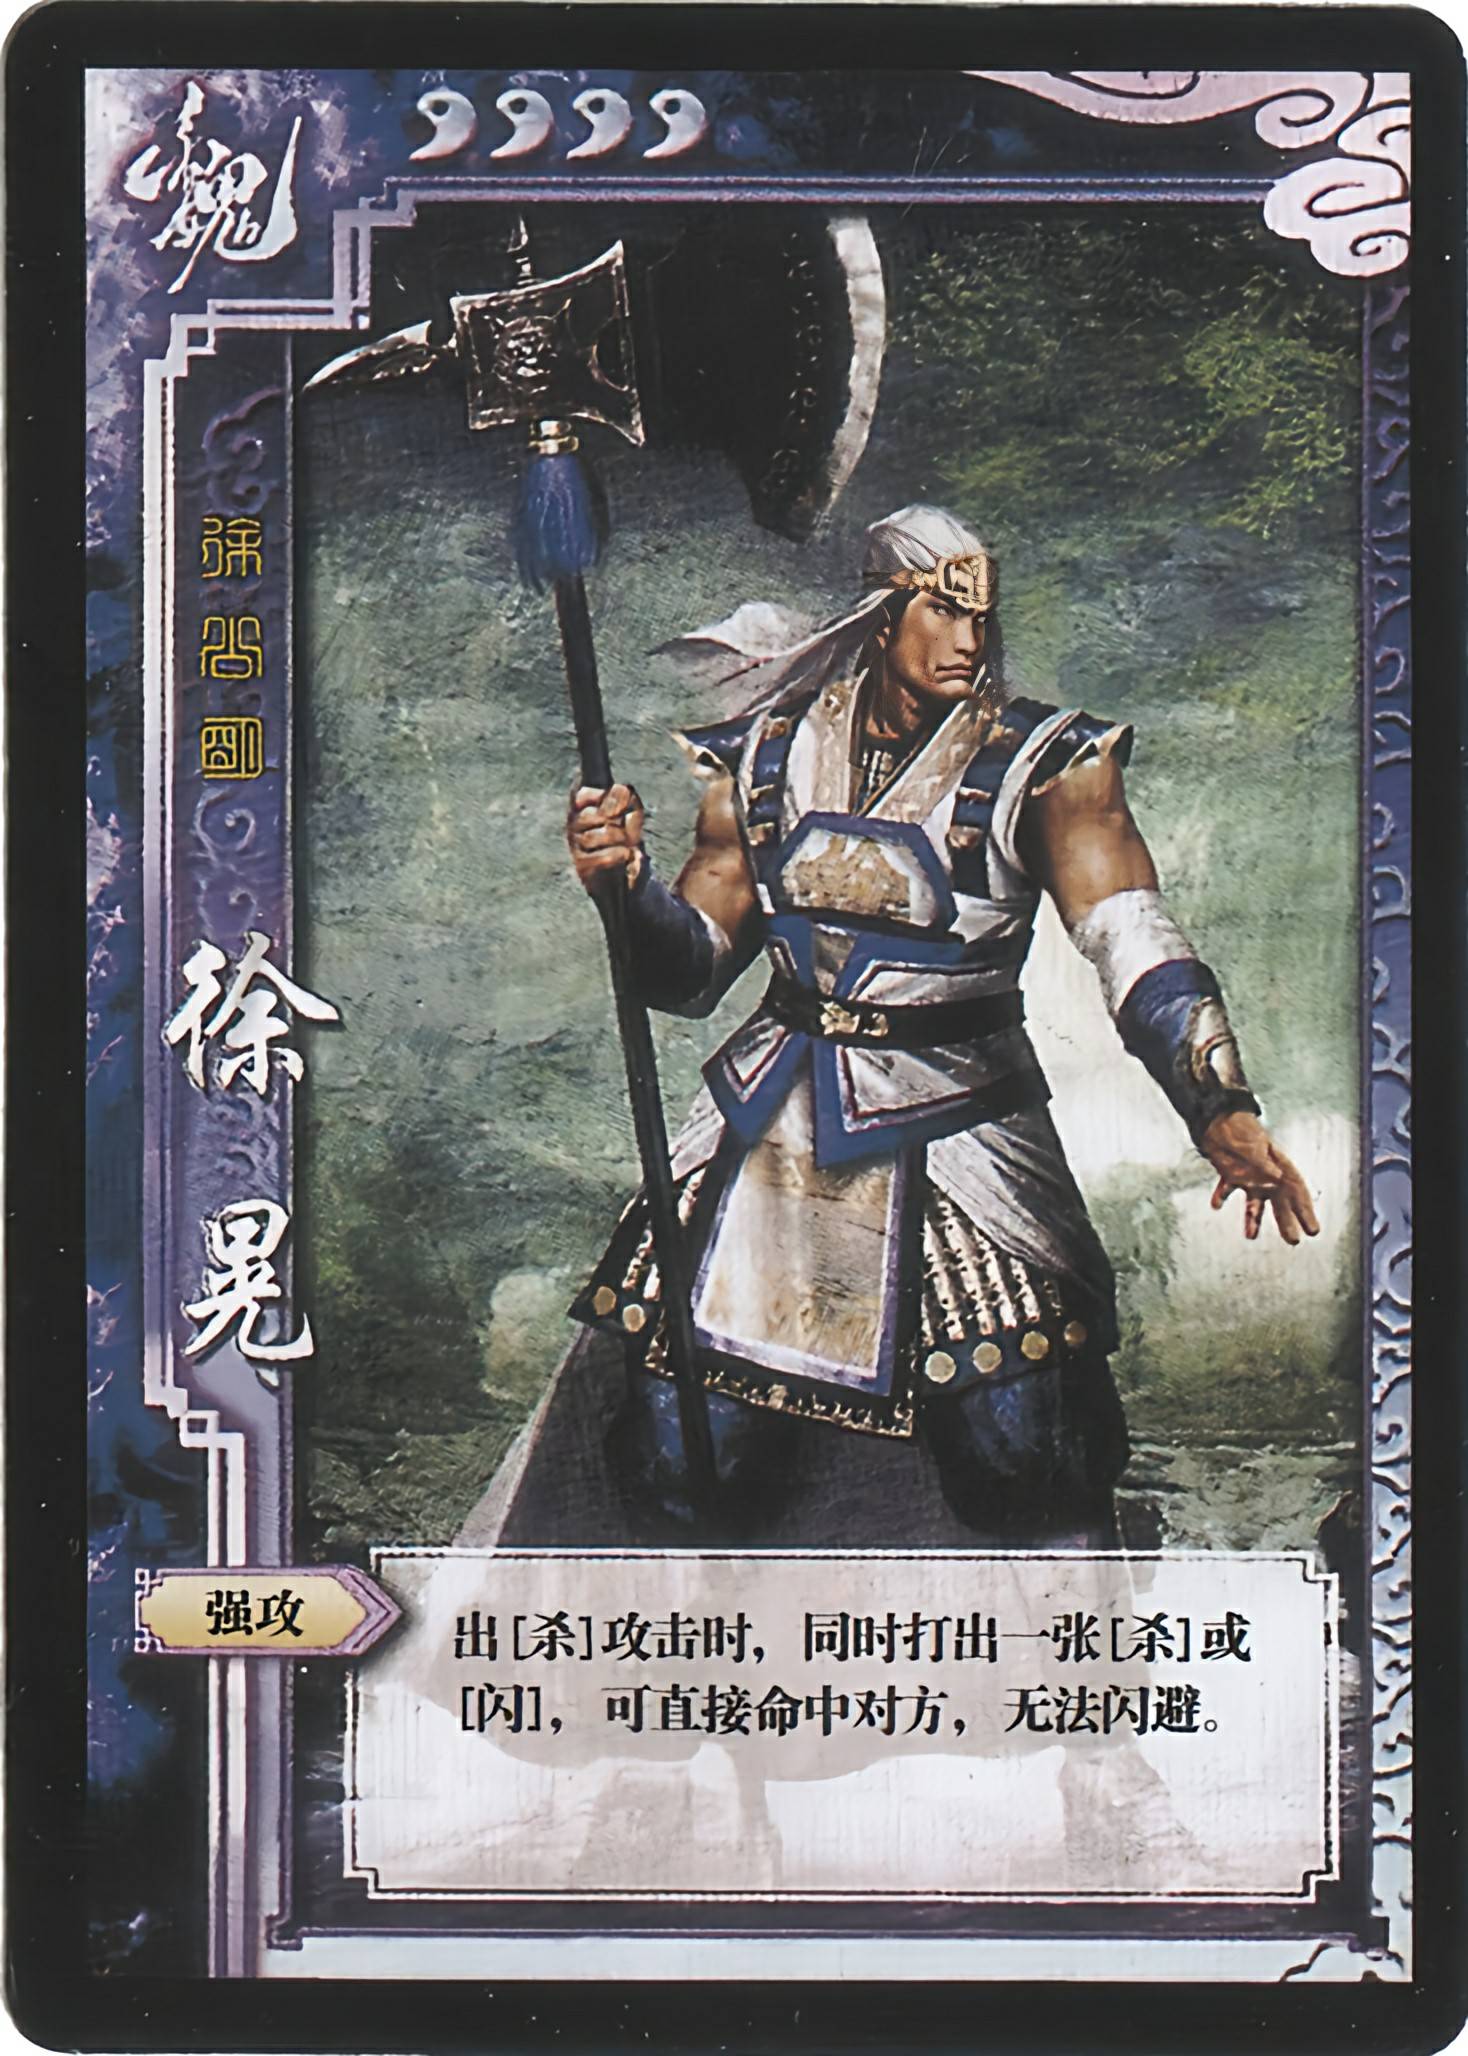 魏
徐公明
徐晃
强攻
出[杀]攻击时，同时打出一张[杀]或
[闪]，可直接命中对方，无法闪避。